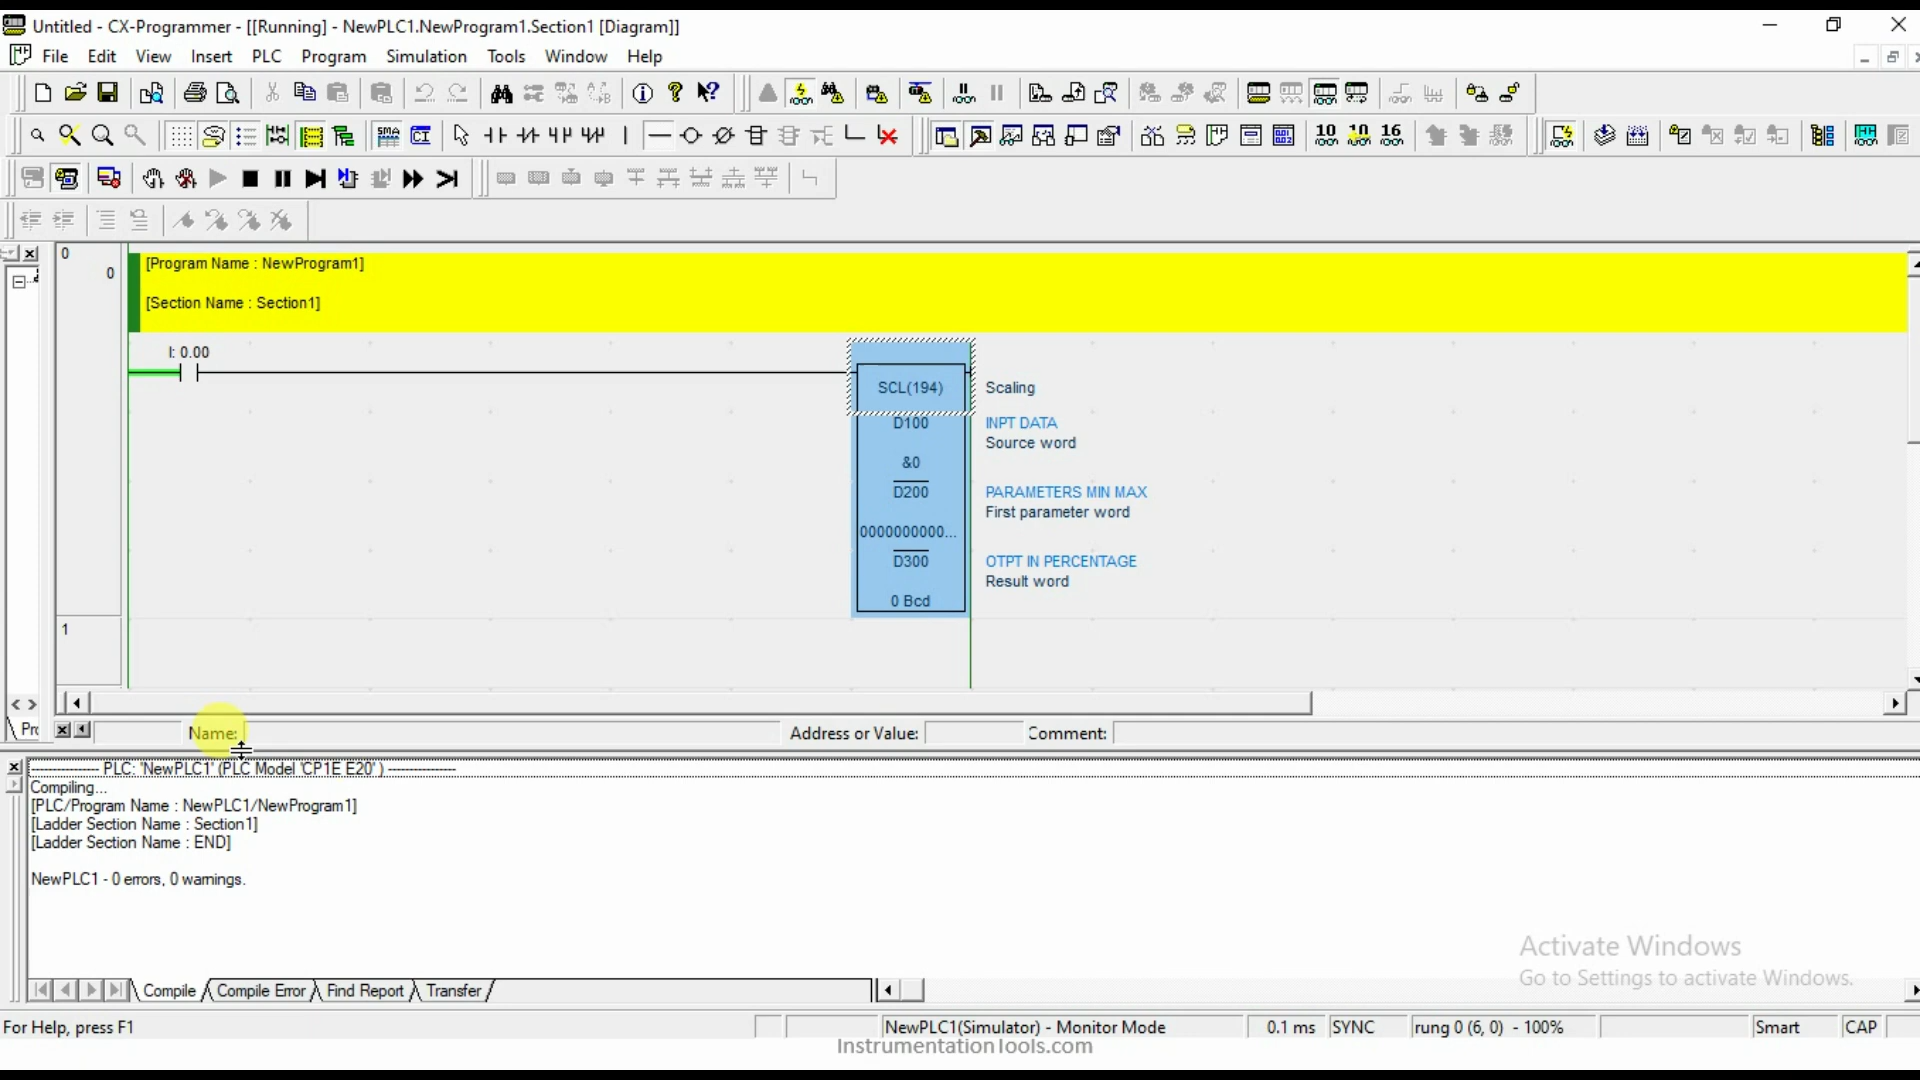 Untitled - CX-Programmer - [[Running] - NewPLC1.NewProgram1.Section1 [Diagram]]
File Edit View Insert PLC Program Simulation Tools Window Help
SMA CI 10 10 16
0
0
[Program Name : NewProgram1]
[Section Name : Section1]
I: 0.00
SCL(194) Scaling
D100 INPT DATA
Source word
&0
D200 PARAMETERS MIN MAX
First parameter word
0000000000...
D300 OTPT IN PERCENTAGE
Result word
0 Bcd
1
Pro
Name: Address or Value: Comment:
---------------- PLC: 'NewPLC1' (PLC Model 'CP1E E20') ----------------
Compiling...
[PLC/Program Name : NewPLC1/NewProgram1]
[Ladder Section Name : Section1]
[Ladder Section Name : END]
NewPLC1 - 0 errors, 0 warnings.
Activate Windows
Go to Settings to activate Windows.
Compile Compile Error Find Report Transfer
For Help, press F1 NewPLC1(Simulator) - Monitor Mode 0.1 ms SYNC rung 0 (6, 0) - 100% Smart CAP
InstrumentationTools.com